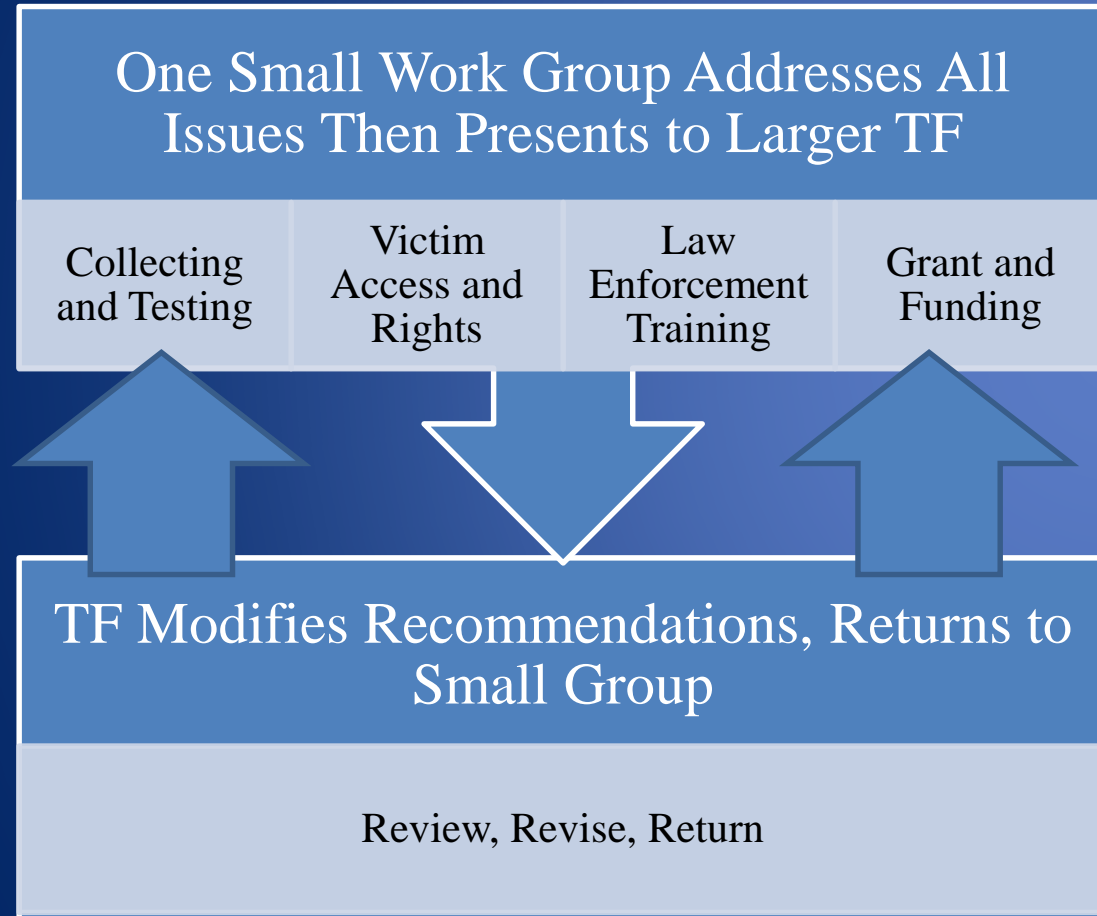 One Small Work Group Addresses All
Issues Then Presents to Larger TF
Collecting
and Testing
Victim
Access and
Rights
Law
Enforcement
Training
Grant and
Funding
TF Modifies Recommendations, Returns to
Small Group
Review, Revise, Return